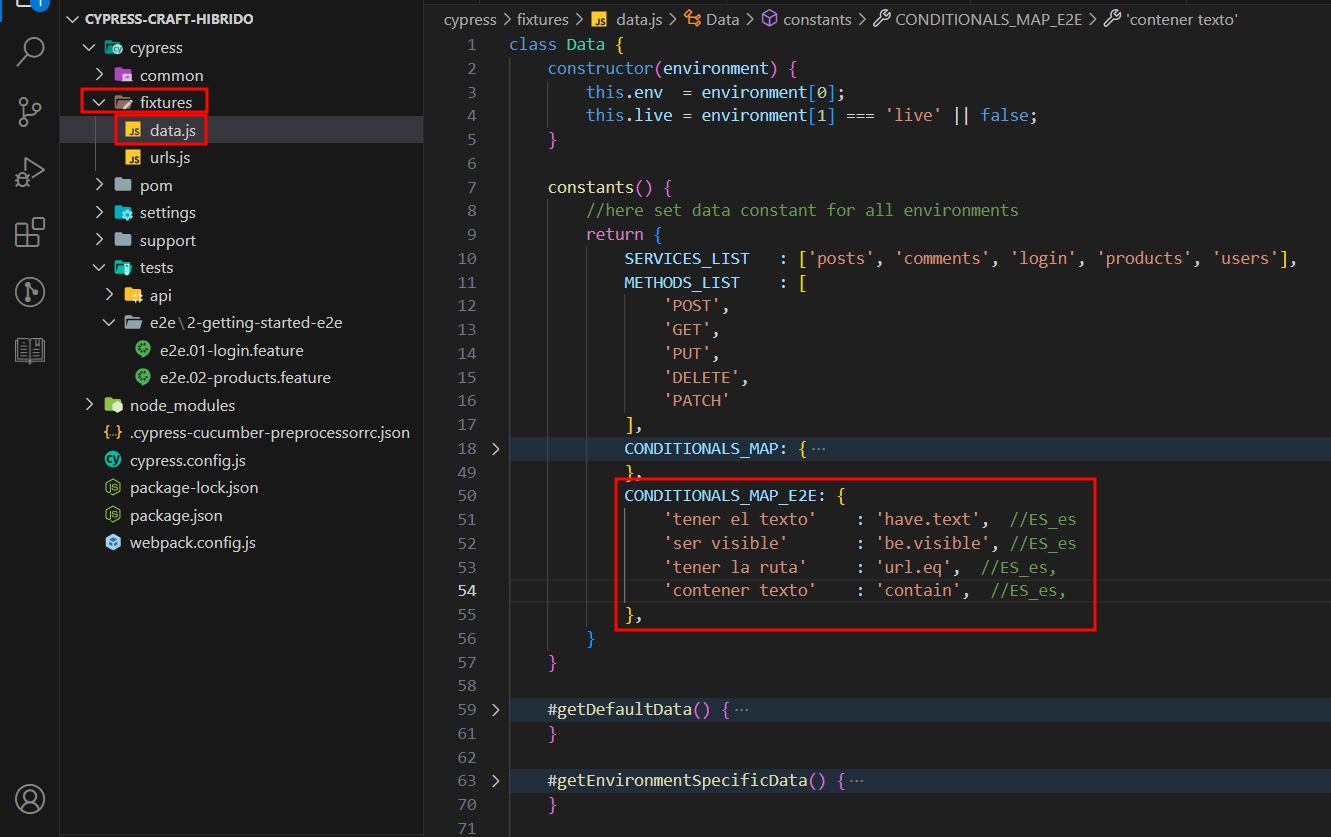 1
CYPRESS-CRAFT-HIBRIDO
cypress
common
fixtures
JS data.js
JS urls.js
pom
settings
support
tests
api
e2e\2-getting-started-e2e
e2e.01-login.feature
e2e.02-products.feature
node_modules
{..} .cypress-cucumber-preprocessorrc.json
cy cypress.config.js
JS package-lock.json
JS package.json
webpack.config.js
cypress > fixtures > JS data.js > Data > constants > CONDITIONALS_MAP_E2E > 'contener texto'
1 class Data {
2 constructor(environment) {
3 this.env  = environment[0];
4 this.live = environment[1] === 'live' || false;
5 }
6
7 constants() {
8 //here set data constant for all environments
9 return {
10 SERVICES_LIST   : ['posts', 'comments', 'login', 'products', 'users'],
11 METHODS_LIST    : [
12 'POST',
13 'GET',
14 'PUT',
15 'DELETE',
16 'PATCH'
17 ],
18 CONDITIONALS_MAP: { ···
49 },
50 CONDITIONALS_MAP_E2E: {
51 'tener el texto'    : 'have.text',  //ES_es
52 'ser visible'       : 'be.visible', //ES_es
53 'tener la ruta'     : 'url.eq',  //ES_es,
54 'contener texto'    : 'contain',  //ES_es,
55 },
56 }
57 }
58
59 #getDefaultData() { ···
61 }
62
63 #getEnvironmentSpecificData() { ···
70 }
71